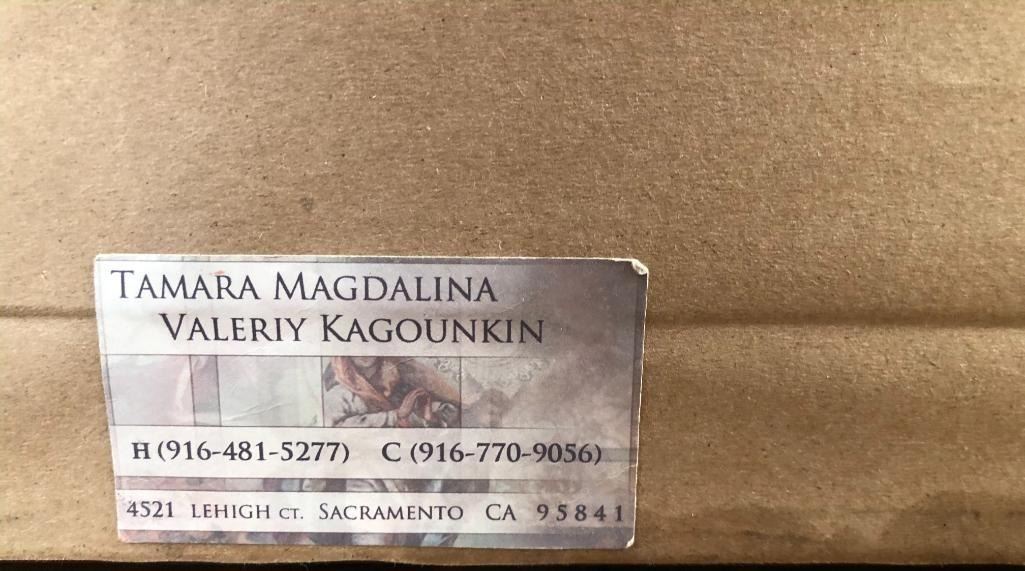 TAMARA MAGDALINA
VALERIY KAGOUNKIN
H (916-481-5277) C (916-770-9056)
4521 LEHIGH CT. SACRAMENTO CA 95841